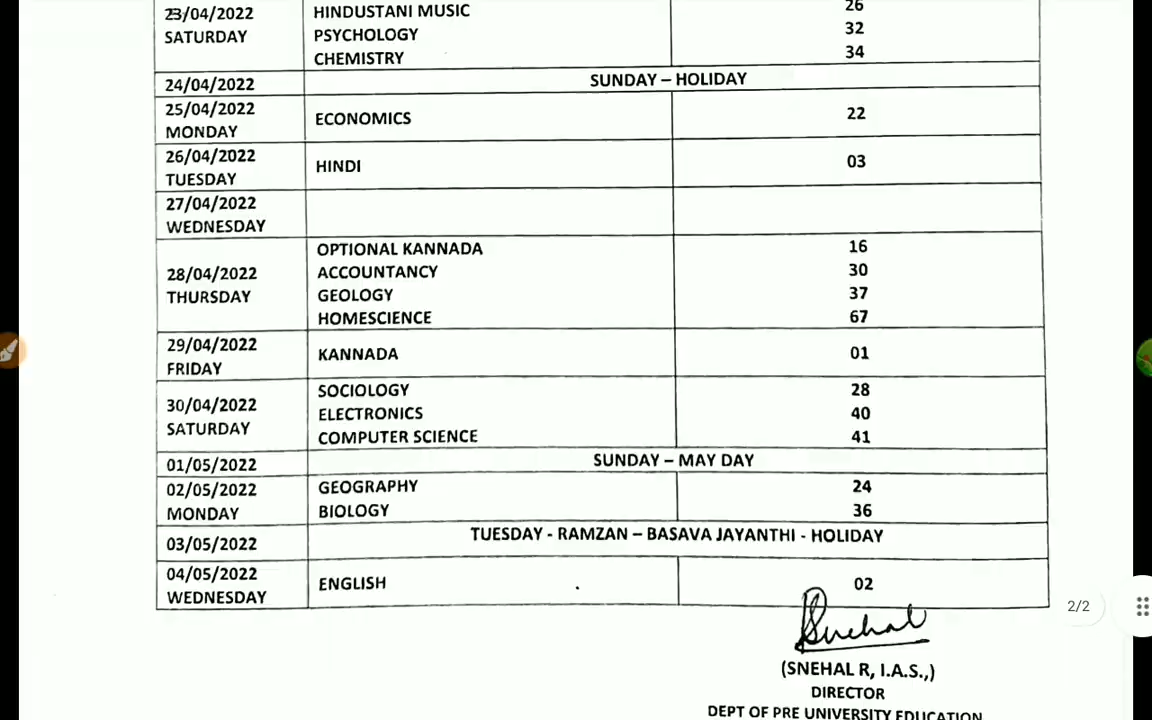 23/04/2022
SATURDAY
HINDUSTANI MUSIC 26
PSYCHOLOGY 32
CHEMISTRY 34
24/04/2022 SUNDAY – HOLIDAY
25/04/2022
MONDAY
ECONOMICS 22
26/04/2022
TUESDAY
HINDI 03
27/04/2022
WEDNESDAY
28/04/2022
THURSDAY
OPTIONAL KANNADA 16
ACCOUNTANCY 30
GEOLOGY 37
HOMESCIENCE 67
29/04/2022
FRIDAY
KANNADA 01
30/04/2022
SATURDAY
SOCIOLOGY 28
ELECTRONICS 40
COMPUTER SCIENCE 41
01/05/2022 SUNDAY – MAY DAY
02/05/2022
MONDAY
GEOGRAPHY 24
BIOLOGY 36
03/05/2022 TUESDAY - RAMZAN – BASAVA JAYANTHI - HOLIDAY
04/05/2022
WEDNESDAY
ENGLISH 02
2/2
Snehal
(SNEHAL R, I.A.S.,)
DIRECTOR
DEPT OF PRE UNIVERSITY EDUCATION